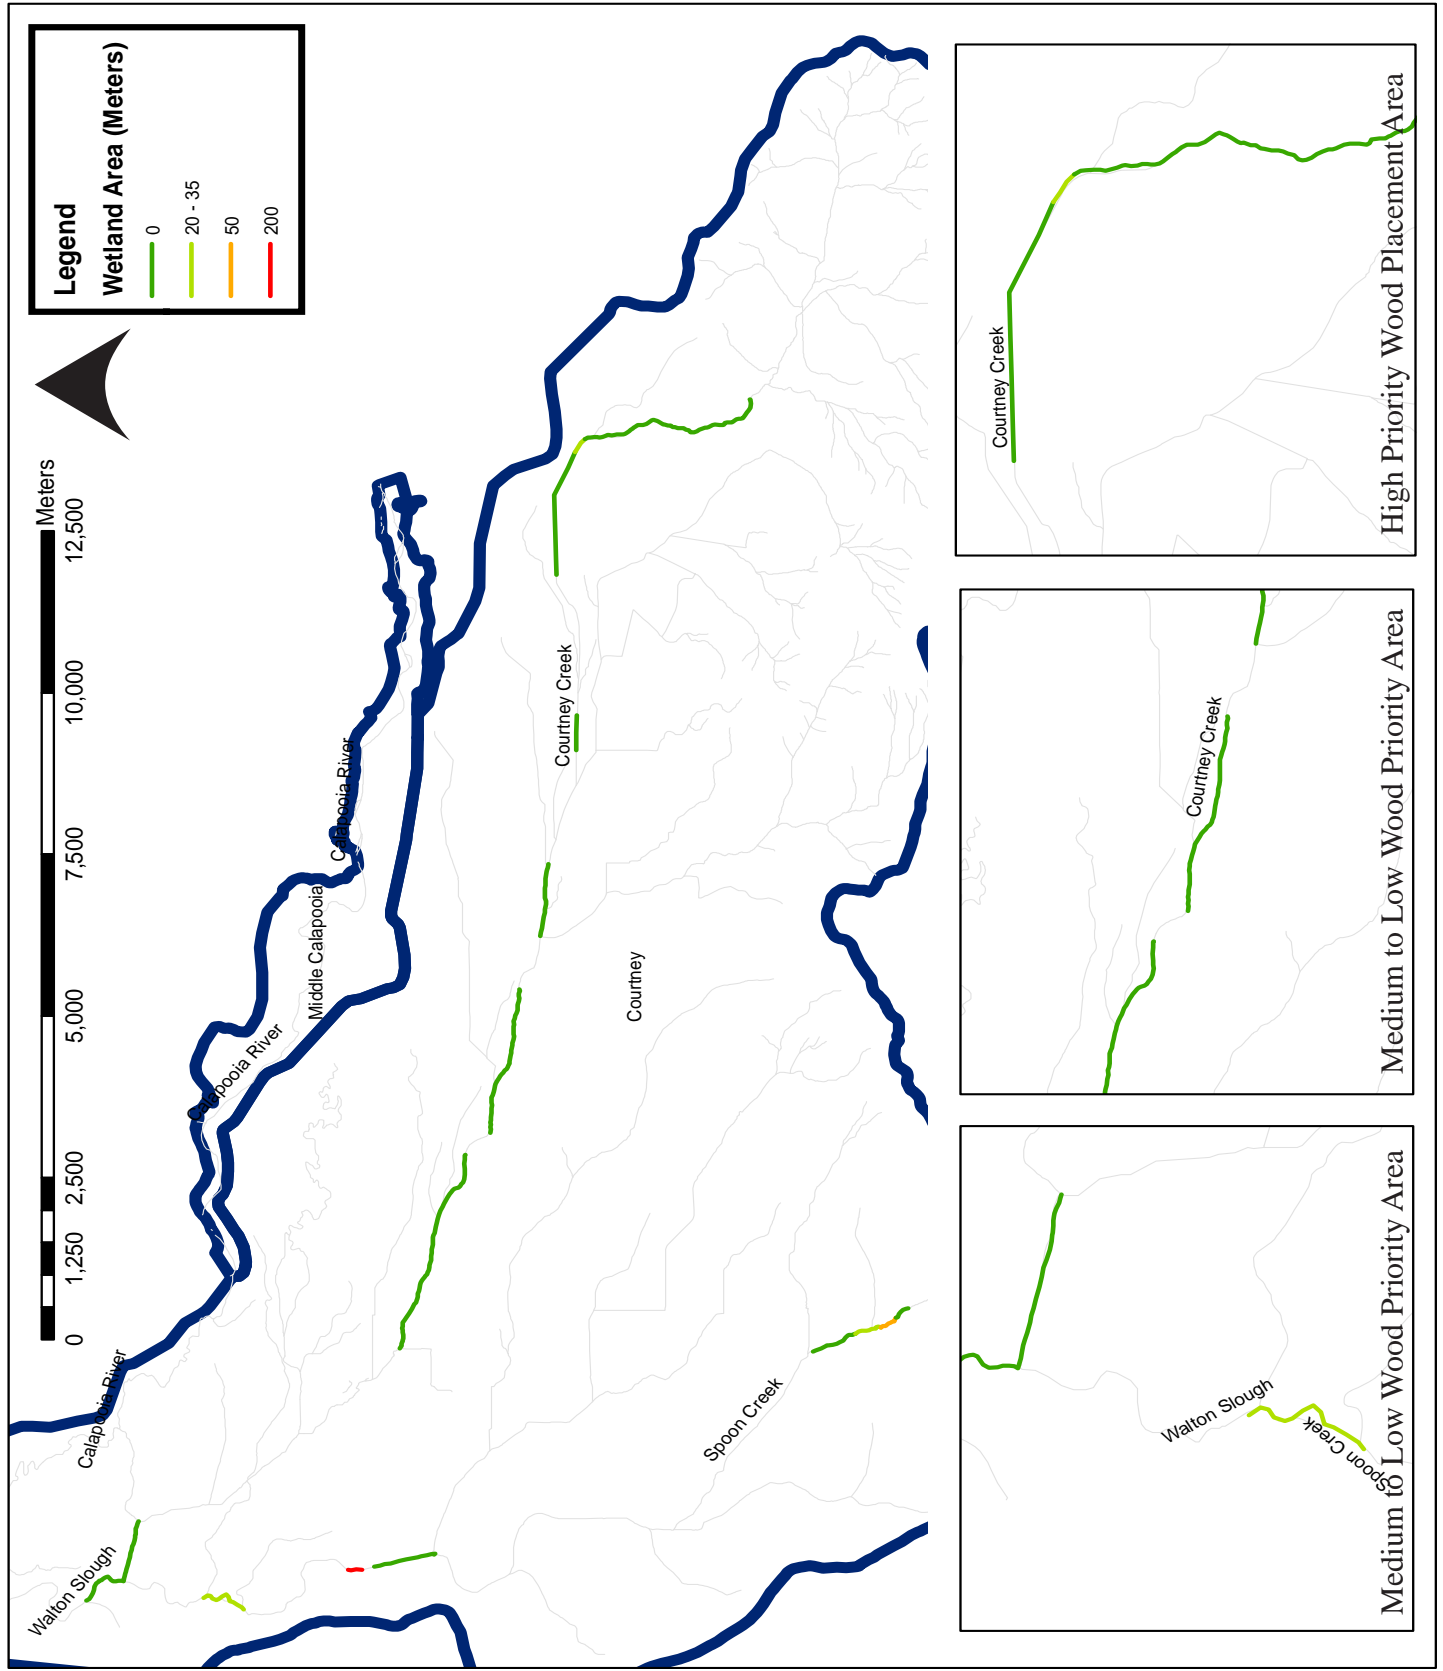 Legend
Wetland Area (Meters)
0
20 - 35
50
200
Meters
0
1,250
2,500
5,000
7,500
10,000
12,500
Walton Slough
Calapooia River
Calapooia River
Middle Calapooia
Calapooia River
Courtney Creek
Courtney
Spoon Creek
Walton Slough
Spoon Creek
Medium to Low Wood Priority Area
Courtney Creek
Medium to Low Wood Priority Area
Courtney Creek
High Priority Wood Placement Area